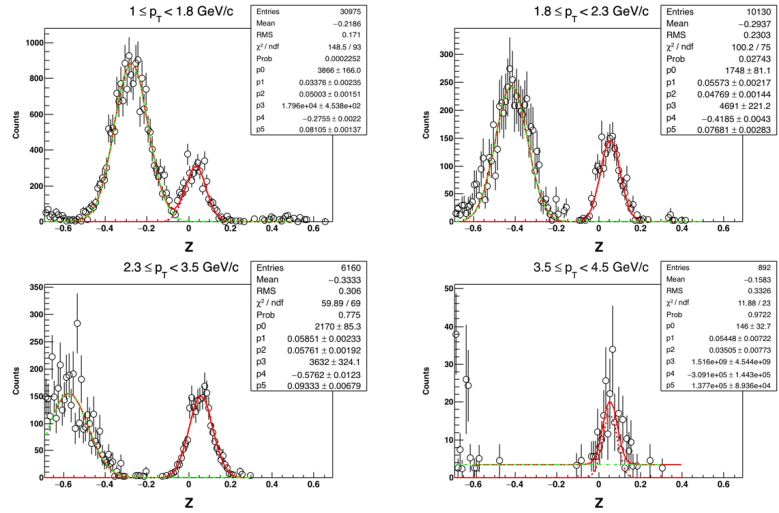 1 ≤ p_T < 1.8 GeV/c
Entries 30975
Mean −0.2186
RMS 0.171
χ² / ndf 148.5 / 93
Prob 0.0002252
p0 3866 ± 166.0
p1 0.03376 ± 0.00235
p2 0.05003 ± 0.00151
p3 1.796e+04 ± 4.538e+02
p4 −0.2755 ± 0.0022
p5 0.08105 ± 0.00137
Counts
1000
800
600
400
200
0
−0.6 −0.4 −0.2 0 0.2 0.4 0.6
Z
1.8 ≤ p_T < 2.3 GeV/c
Entries 10130
Mean −0.2937
RMS 0.2303
χ² / ndf 100.2 / 75
Prob 0.02743
p0 1748 ± 81.1
p1 0.05573 ± 0.00217
p2 0.04769 ± 0.00144
p3 4691 ± 221.2
p4 −0.4185 ± 0.0043
p5 0.07681 ± 0.00283
Counts
300
250
200
150
100
50
0
−0.6 −0.4 −0.2 0 0.2 0.4 0.6
Z
2.3 ≤ p_T < 3.5 GeV/c
Entries 6160
Mean −0.3333
RMS 0.306
χ² / ndf 59.89 / 69
Prob 0.775
p0 2170 ± 85.3
p1 0.05851 ± 0.00233
p2 0.05761 ± 0.00192
p3 3632 ± 324.1
p4 −0.5762 ± 0.0123
p5 0.09333 ± 0.00679
Counts
350
300
250
200
150
100
50
0
−0.6 −0.4 −0.2 0 0.2 0.4 0.6
Z
3.5 ≤ p_T < 4.5 GeV/c
Entries 892
Mean −0.1583
RMS 0.3326
χ² / ndf 11.88 / 23
Prob 0.9722
p0 146 ± 32.7
p1 0.05448 ± 0.00722
p2 0.03505 ± 0.00773
p3 1.516e+09 ± 4.544e+09
p4 −3.091e+05 ± 1.443e+05
p5 1.377e+05 ± 8.936e+04
Counts
50
40
30
20
10
0
−0.6 −0.4 −0.2 0 0.2 0.4 0.6
Z